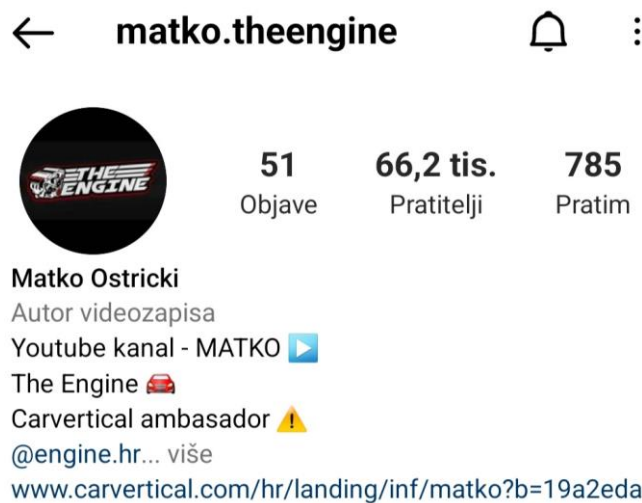 matko.theengine
THE
ENGINE
51
66,2 tis.
785
Objave
Pratitelji
Pratim
Matko Ostricki
Autor videozapisa
Youtube kanal - MATKO ▶️
The Engine 🚘
Carvertical ambasador ⚠️
@engine.hr... više
www.carvertical.com/hr/landing/inf/matko?b=19a2eda